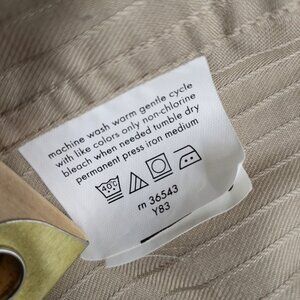 machine wash warm gentle cycle
with like colors only non-chlorine
bleach when needed tumble dry
permanent press iron medium
40C
rn 36543
Y83